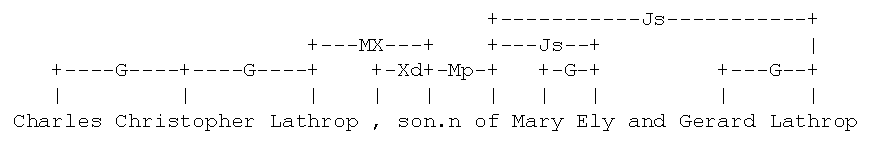 +-----------Js-----------+
                              +---MX---+     +---Js--+               |
    +----G----+----G----+     +-Xd+-Mp-+    +-G-+           +---G--+
    |         |         |     |   |    |    |   |           |      |
Charles Christopher Lathrop , son.n of Mary Ely and Gerard Lathrop